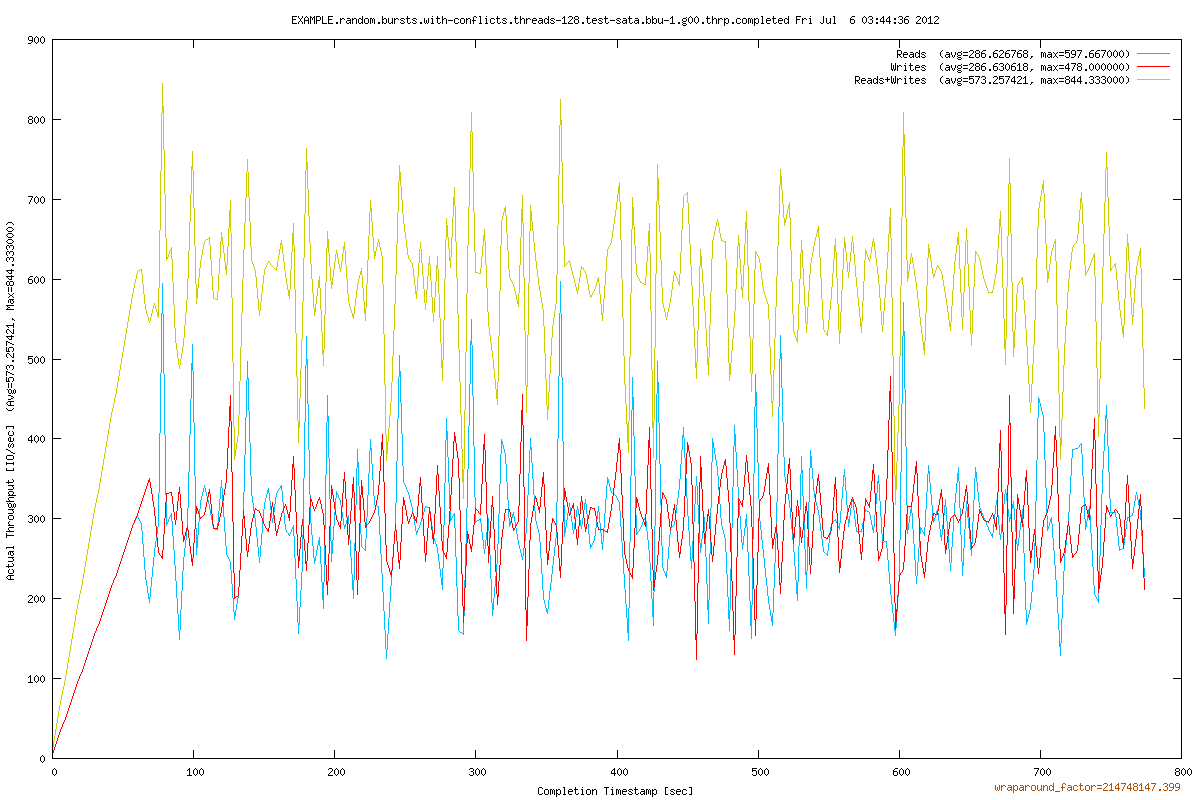 EXAMPLE.random.bursts.with-conflicts.threads-128.test-sata.bbu-1.g00.thrp.completed Fri Jul  6 03:44:36 2012
Reads  (avg=286.626768, max=597.667000)
Writes  (avg=286.630618, max=478.000000)
Reads+Writes  (avg=573.257421, max=844.333000)
Actual Throughput [IO/sec]  (Avg=573.257421, Max=844.333000)
900
800
700
600
500
400
300
200
100
0
0 100 200 300 400 500 600 700 800
Completion Timestamp [sec]
wraparound_factor=214748147.399